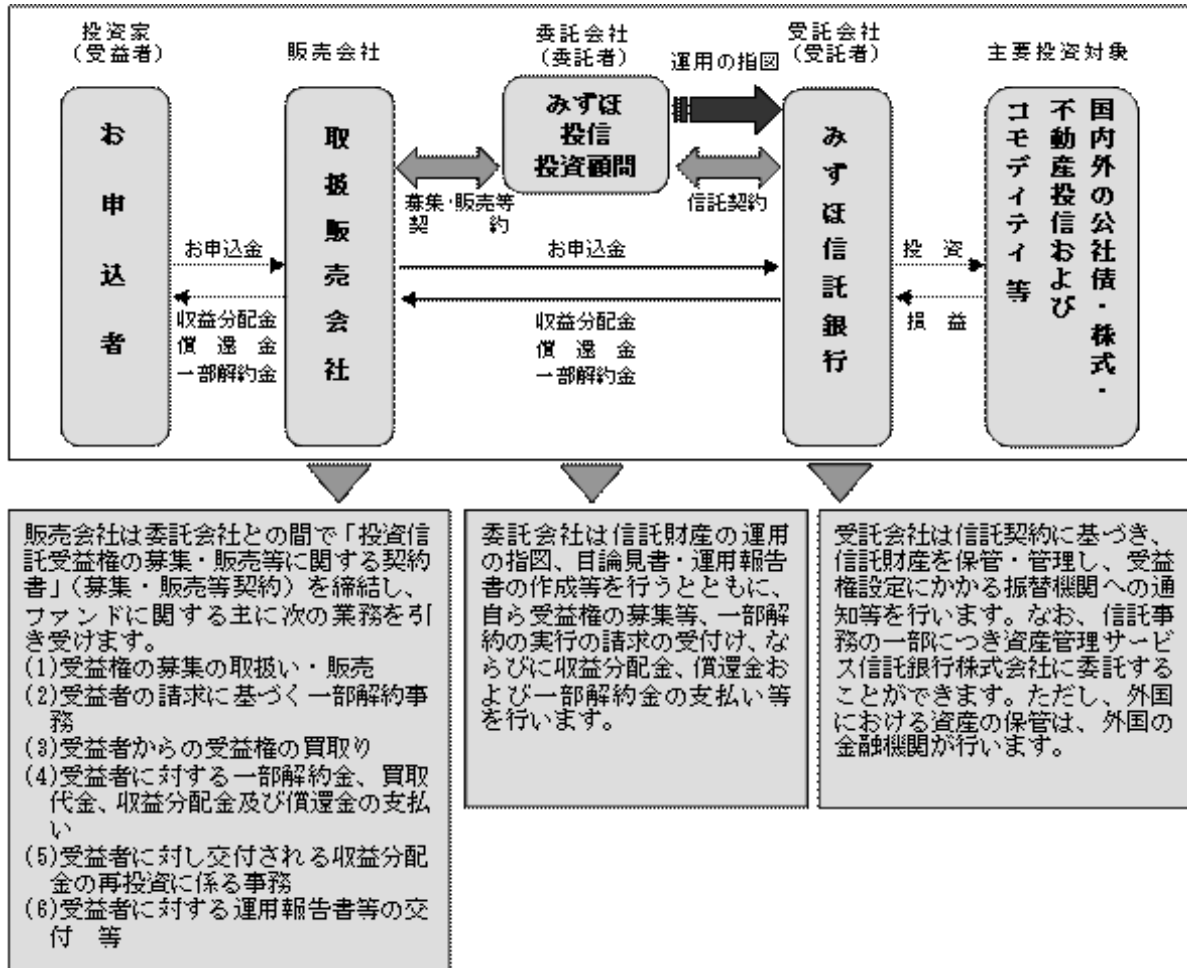 投資家
(受益者)
販売会社
委託会社
(委託者)
運用の指図
受託会社
(受託者)
主要投資対象
お申込者
取扱販売会社
みずほ
投信
投資顧問
みずほ信託銀行
国内外の公社債・株式・
不動産投信および
コモディティ等
募集・販売等
契約
信託契約
お申込金
収益分配金
償還金
一部解約金
お申込金
収益分配金
償還金
一部解約金
投資
損益
販売会社は委託会社との間で「投資信
託受益権の募集・販売等に関する契約
書」(募集・販売等契約)を締結し、
ファンドに関する主に次の業務を引
き受けます。
(1)受益権の募集の取扱い・販売
(2)受益者の請求に基づく一部解約事
務
(3)受益者からの受益権の買取り
(4)受益者に対する一部解約金、買取
代金、収益分配金及び償還金の支払
い
(5)受益者に対し交付される収益分配
金の再投資に係る事務
(6)受益者に対する運用報告書等の交
付 等
委託会社は信託財産の運用
の指図、目論見書・運用報告
書の作成等を行うとともに、
自ら受益権の募集等、一部解
約の実行の請求の受付け、な
らびに収益分配金、償還金お
よび一部解約金の支払い等
を行います。
受託会社は信託契約に基づき、
信託財産を保管・管理し、受益
権設定にかかる振替機関への通
知等を行います。なお、信託事
務の一部につき資産管理サービ
ス信託銀行株式会社に委託する
ことができます。ただし、外国
における資産の保管は、外国の
金融機関が行います。